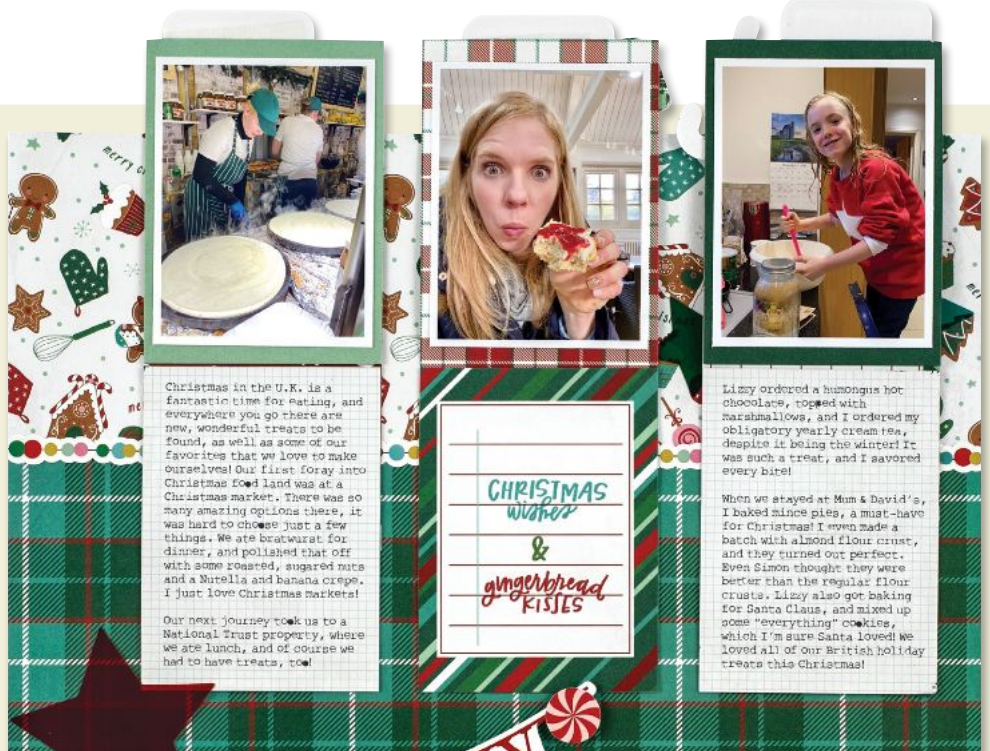 merry
Christmas in the U.K. is a
fantastic time for eating, and
everywhere you go there are
new, wonderful treats to be
found, as well as some of our
favorites that we love to make
ourselves! Our first foray into
Christmas food land was at a
Christmas market. There was so
many amazing options there, it
was hard to choose just a few
things. We ate bratwurst for
dinner, and polished that off
with some roasted, sugared nuts
and a Nutella and banana crepe.
I just love Christmas markets!
Our next journey took us to a
National Trust property, where
we ate lunch, and of course we
had to have treats, too!
CHRISTMAS
wishes
&
gingerbread
KISSES
Lizzy ordered a humongus hot
chocolate, topped with
marshmallows, and I ordered my
obligatory yearly cream tea,
despite it being the winter! It
was such a treat, and I savored
every bite!
When we stayed at Mum & David's,
I baked mince pies, a must-have
for Christmas! I even made a
batch with almond flour crust,
and they turned out perfect.
Even Simon thought they were
better than the regular flour
crusts. Lizzy also got baking
for Santa Claus, and mixed up
some "everything" cookies,
which I'm sure Santa loved! We
loved all of our British holiday
treats this Christmas!